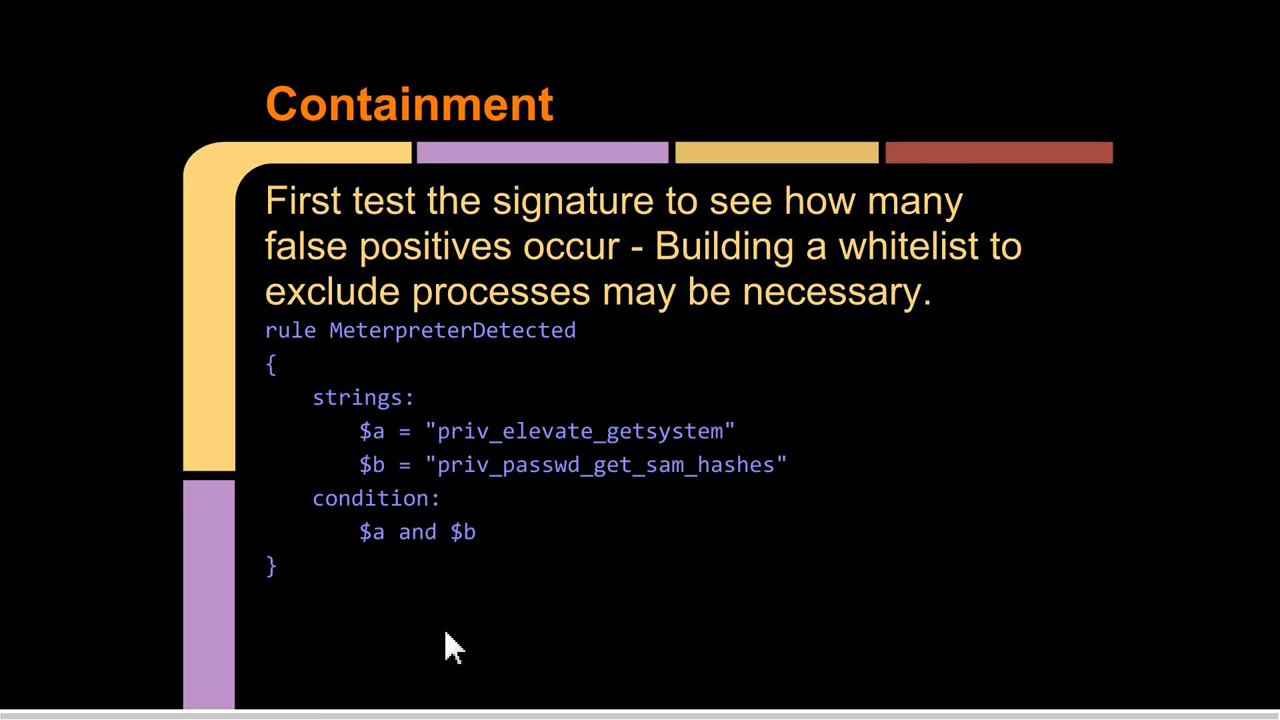 Containment
First test the signature to see how many
false positives occur - Building a whitelist to
exclude processes may be necessary.
rule MeterpreterDetected
{
strings:
$a = "priv_elevate_getsystem"
$b = "priv_passwd_get_sam_hashes"
condition:
$a and $b
}